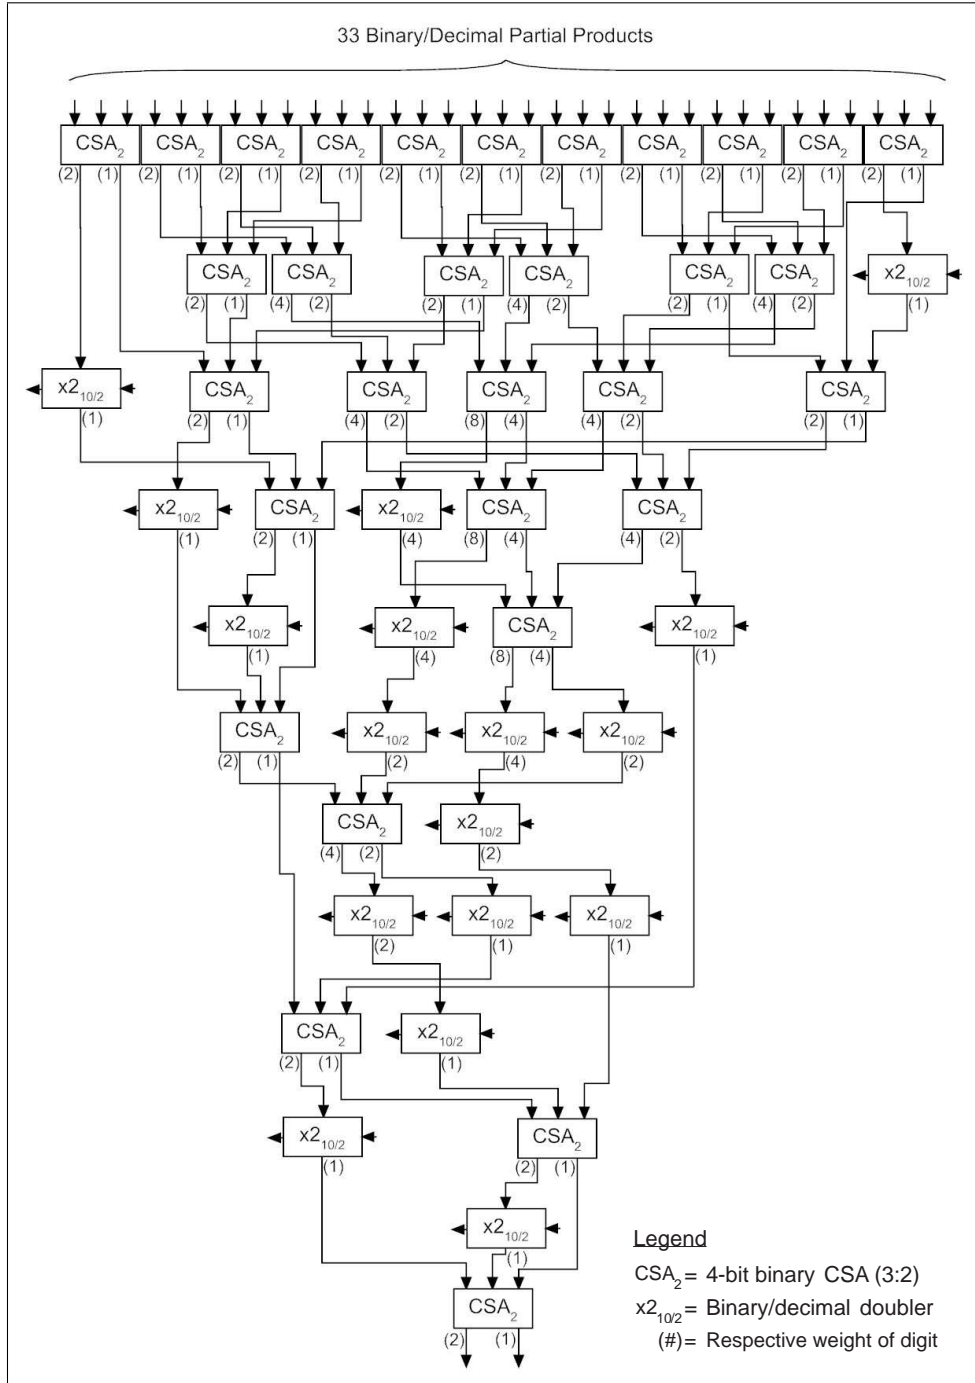 33 Binary/Decimal Partial Products
CSA₂ CSA₂ CSA₂ CSA₂ CSA₂ CSA₂ CSA₂ CSA₂ CSA₂ CSA₂ CSA₂
(2) (1) (2) (1) (2) (1) (2) (1) (2) (1) (2) (1) (2) (1) (2) (1) (2) (1) (2) (1) (2) (1)
CSA₂ CSA₂ CSA₂ CSA₂ CSA₂ CSA₂ x2₁₀/₂
(2) (1) (4) (2) (2) (1) (4) (2) (2) (1) (4) (2) (1)
x2₁₀/₂ CSA₂ CSA₂ CSA₂ CSA₂ CSA₂
(1) (2) (1) (4) (2) (8) (4) (4) (2) (2) (1)
x2₁₀/₂ CSA₂ x2₁₀/₂ CSA₂ CSA₂
(1) (2) (1) (4) (8) (4) (4) (2)
x2₁₀/₂ x2₁₀/₂ CSA₂ x2₁₀/₂
(1) (4) (8) (4) (1)
CSA₂ x2₁₀/₂ x2₁₀/₂ x2₁₀/₂
(2) (1) (2) (4) (2)
CSA₂ x2₁₀/₂
(4) (2) (2)
x2₁₀/₂ x2₁₀/₂ x2₁₀/₂
(2) (1) (1)
CSA₂ x2₁₀/₂
(2) (1) (1)
x2₁₀/₂ CSA₂
(1) (2) (1)
x2₁₀/₂
(1)
CSA₂
(2) (1)
Legend
CSA₂ = 4-bit binary CSA (3:2)
x2₁₀/₂ = Binary/decimal doubler
(#) = Respective weight of digit